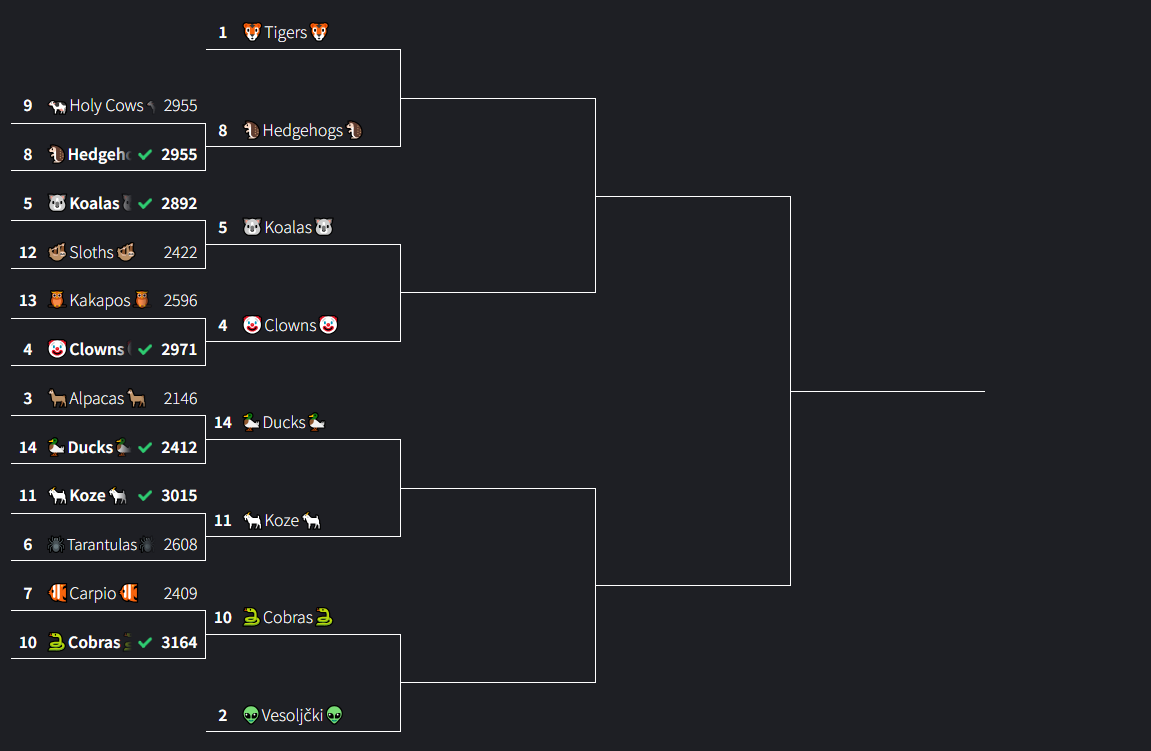 1 🐯 Tigers 🐯
9 🐄 Holy Cows 2955
8 🦔 Hedgehogs 🦔
8 🦔 Hedgeh ✔ 2955
5 🐨 Koalas ✔ 2892
5 🐨 Koalas 🐨
12 🦥 Sloths 🦥 2422
13 🦉 Kakapos 🦉 2596
4 🤡 Clowns 🤡
4 🤡 Clowns ✔ 2971
3 🦙 Alpacas 🦙 2146
14 🦆 Ducks 🦆
14 🦆 Ducks 🦆 ✔ 2412
11 🐐 Koze 🐐 ✔ 3015
11 🐐 Koze 🐐
6 🕷 Tarantulas 🕷 2608
7 🐠 Carpio 🐠 2409
10 🐍 Cobras 🐍
10 🐍 Cobras ✔ 3164
2 👽 Vesoljčki 👽